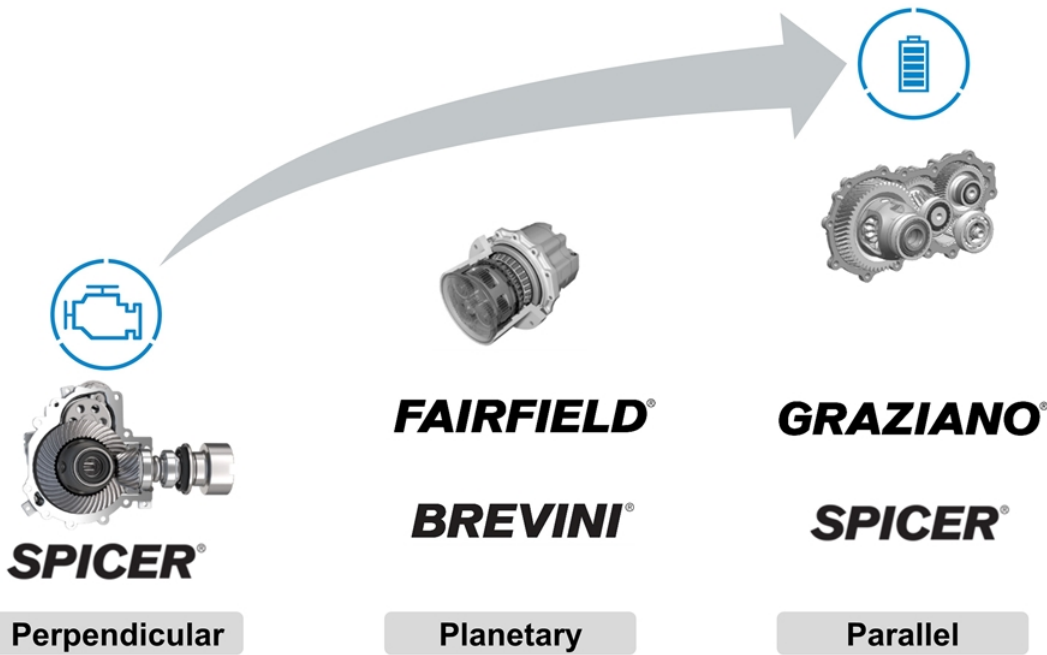 FAIRFIELD®
GRAZIANO®
BREVINI®
SPICER®
SPICER®
Perpendicular
Planetary
Parallel